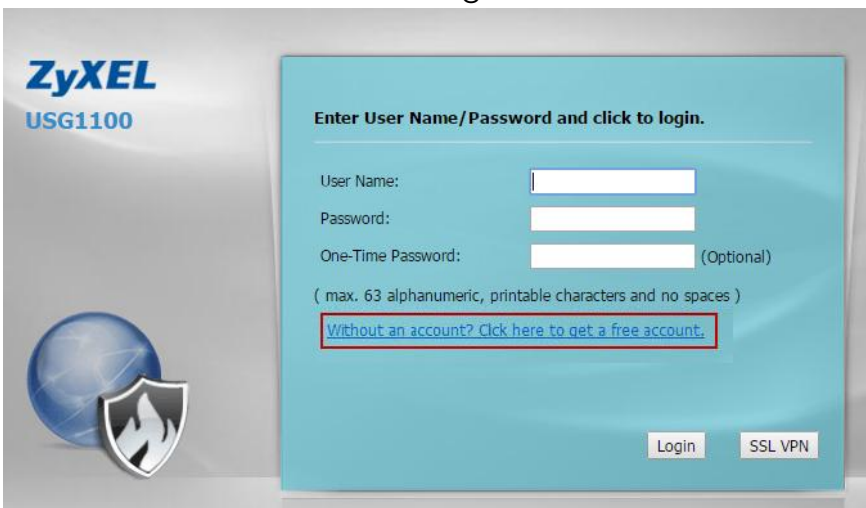 ZyXEL
USG1100
Enter User Name/Password and click to login.
User Name:
Password:
One-Time Password: (Optional)
( max. 63 alphanumeric, printable characters and no spaces )
Without an account? Click here to get a free account.
Login SSL VPN